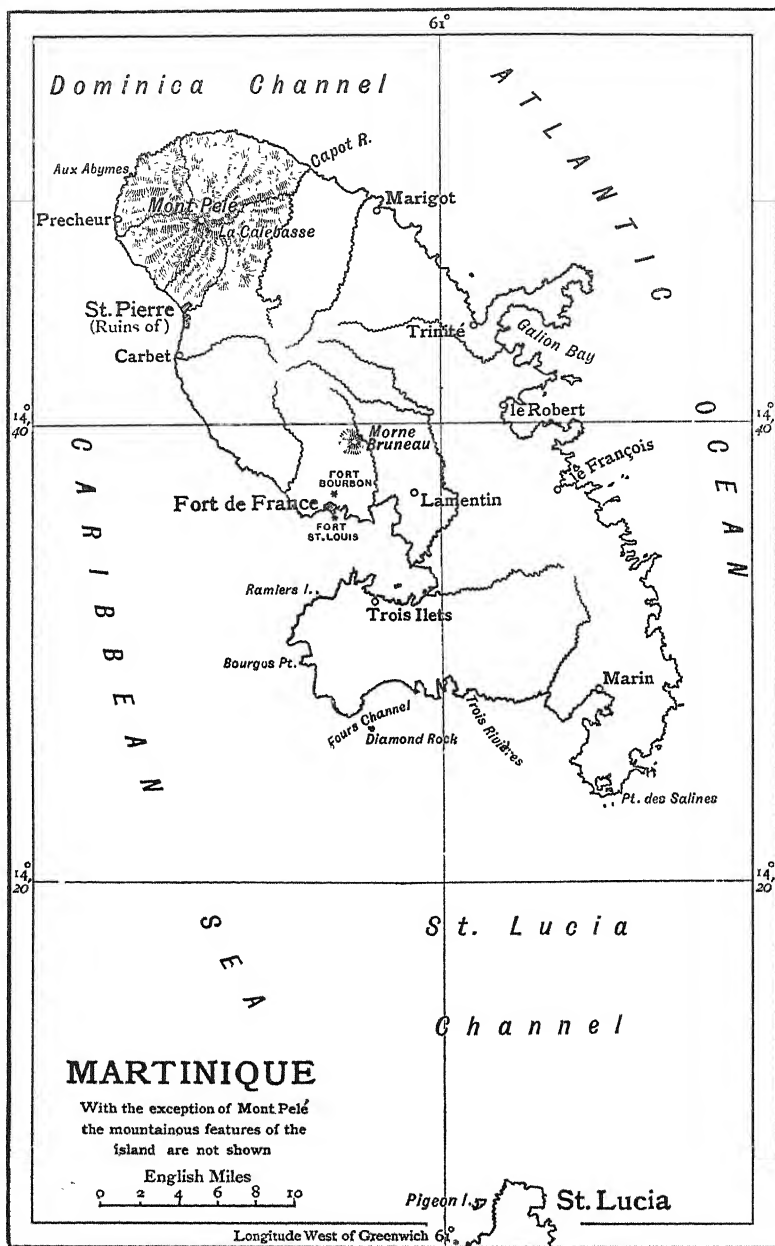 61°
Dominica Channel
ATLANTIC
OCEAN
Capot R.
Aux Abymes
Mont Pelé
Marigot
Precheur
La Calebasse
St. Pierre
(Ruins of)
Trinité
Galion Bay
Carbet
le Robert
14°
40'
14°
40'
Morne
Bruneau
le François
CARIBBEAN
SEA
FORT
BOURBON
Fort de France
Lamentin
FORT
ST. LOUIS
Ramiers I.
Trois Ilets
Bourgos Pt.
Marin
Fours Channel
Trois Rivières
Diamond Rock
Pt. des Salines
14°
20'
14°
20'
St. Lucia
Channel
MARTINIQUE
With the exception of Mont Pelé
the mountainous features of the
island are not shown
English Miles
0 2 4 6 8 10
Pigeon I.
St. Lucia
Longitude West of Greenwich 61°